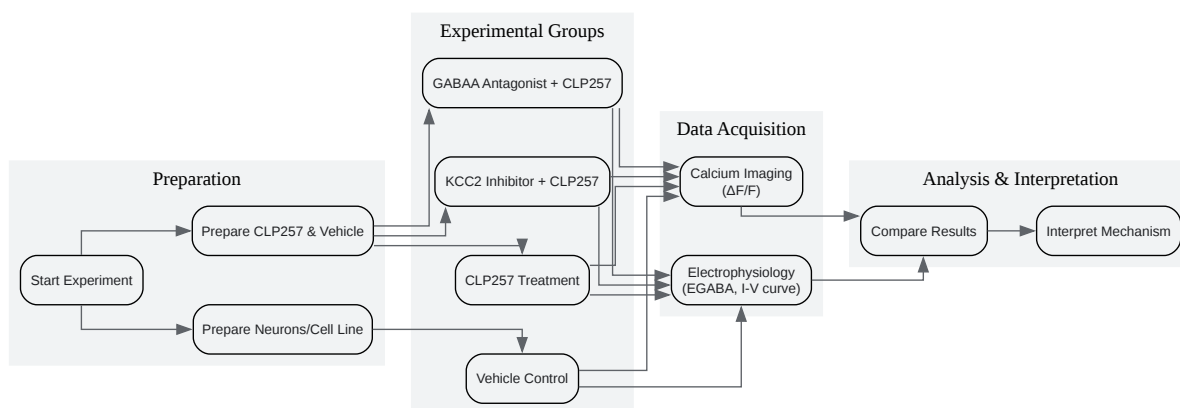 Preparation
Start Experiment
Prepare CLP257 & Vehicle
Prepare Neurons/Cell Line
Experimental Groups
GABAA Antagonist + CLP257
KCC2 Inhibitor + CLP257
CLP257 Treatment
Vehicle Control
Data Acquisition
Calcium Imaging
(ΔF/F)
Electrophysiology
(EGABA, I-V curve)
Analysis & Interpretation
Compare Results
Interpret Mechanism